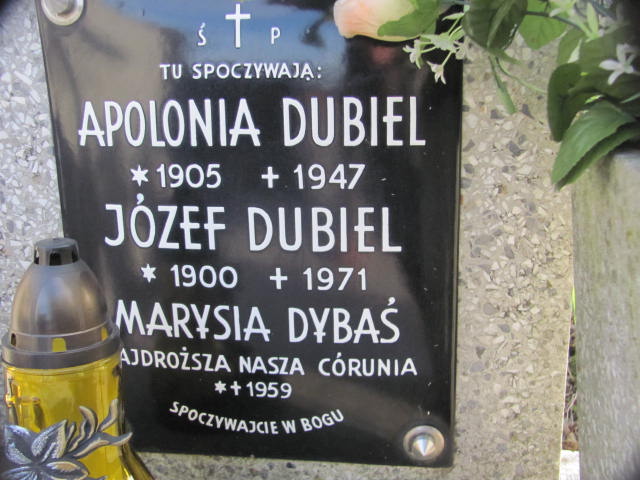 Ś † P
TU SPOCZYWAJĄ:
APOLONIA DUBIEL
* 1905 † 1947
JÓZEF DUBIEL
* 1900 † 1971
MARYSIA DYBAŚ
AJDROŻSZA NASZA CÓRUNIA
*† 1959
SPOCZYWAJCIE W BOGU